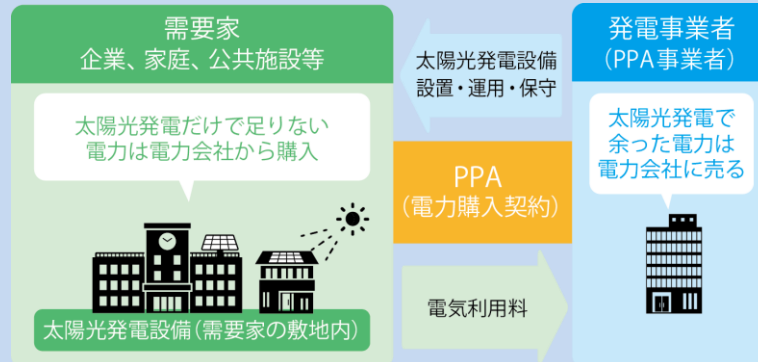 需要家
企業、家庭、公共施設等
太陽光発電だけで足りない
電力は電力会社から購入
太陽光発電設備(需要家の敷地内)
太陽光発電設備
設置・運用・保守
PPA
(電力購入契約)
電気利用料
発電事業者
(PPA事業者)
太陽光発電で
余った電力は
電力会社に売る